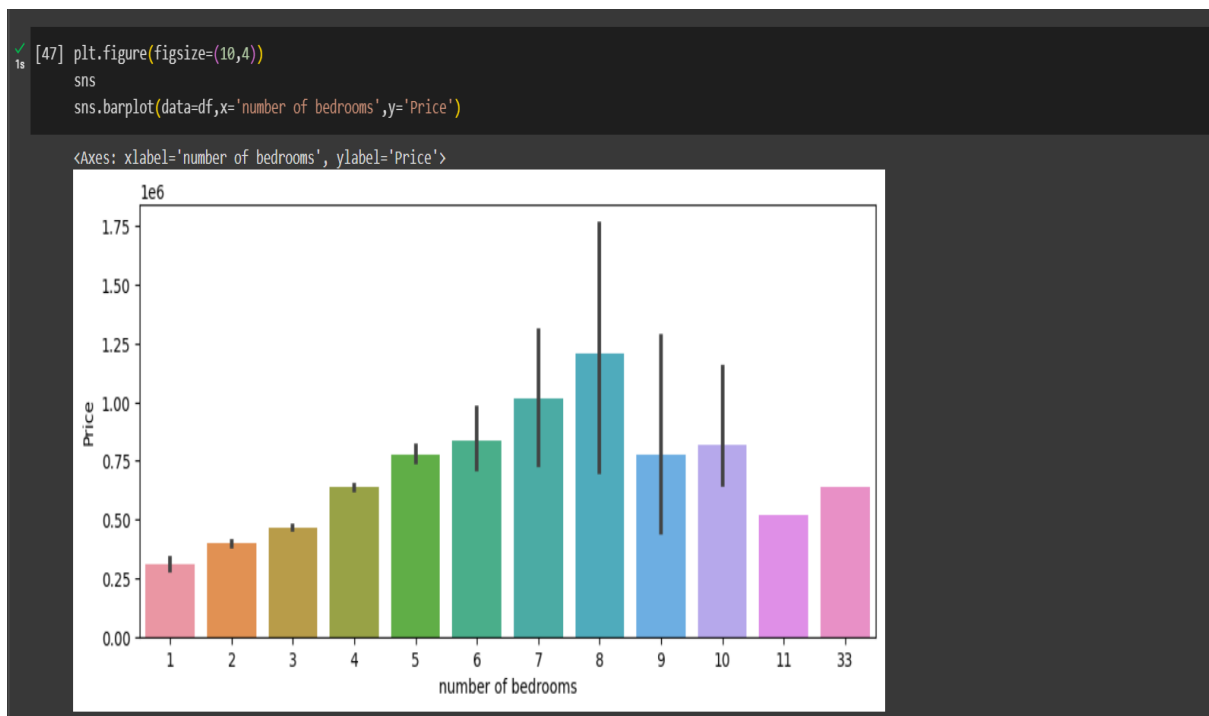 [47] plt.figure(figsize=(10,4))
1s
sns
sns.barplot(data=df,x='number of bedrooms',y='Price')
<Axes: xlabel='number of bedrooms', ylabel='Price'>
1e6
1.75
1.50
1.25
1.00
0.75
0.50
0.25
0.00
Price
1 2 3 4 5 6 7 8 9 10 11 33
number of bedrooms